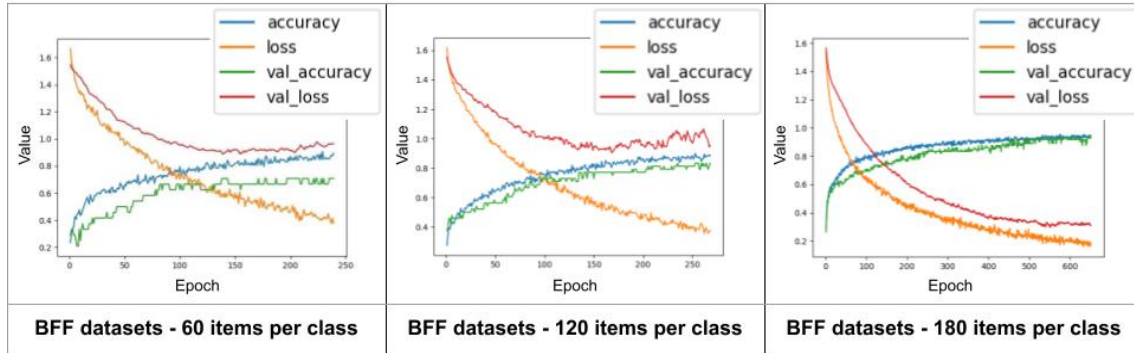 accuracy
loss
val_accuracy
val_loss
1.6
1.4
1.2
1.0
0.8
0.6
0.4
0.2
Value
0
50
100
150
200
250
Epoch
BFF datasets - 60 items per class
accuracy
loss
val_accuracy
val_loss
1.6
1.4
1.2
1.0
0.8
0.6
0.4
Value
0
50
100
150
200
250
Epoch
BFF datasets - 120 items per class
accuracy
loss
val_accuracy
val_loss
1.6
1.4
1.2
1.0
0.8
0.6
0.4
0.2
Value
0
100
200
300
400
500
600
Epoch
BFF datasets - 180 items per class